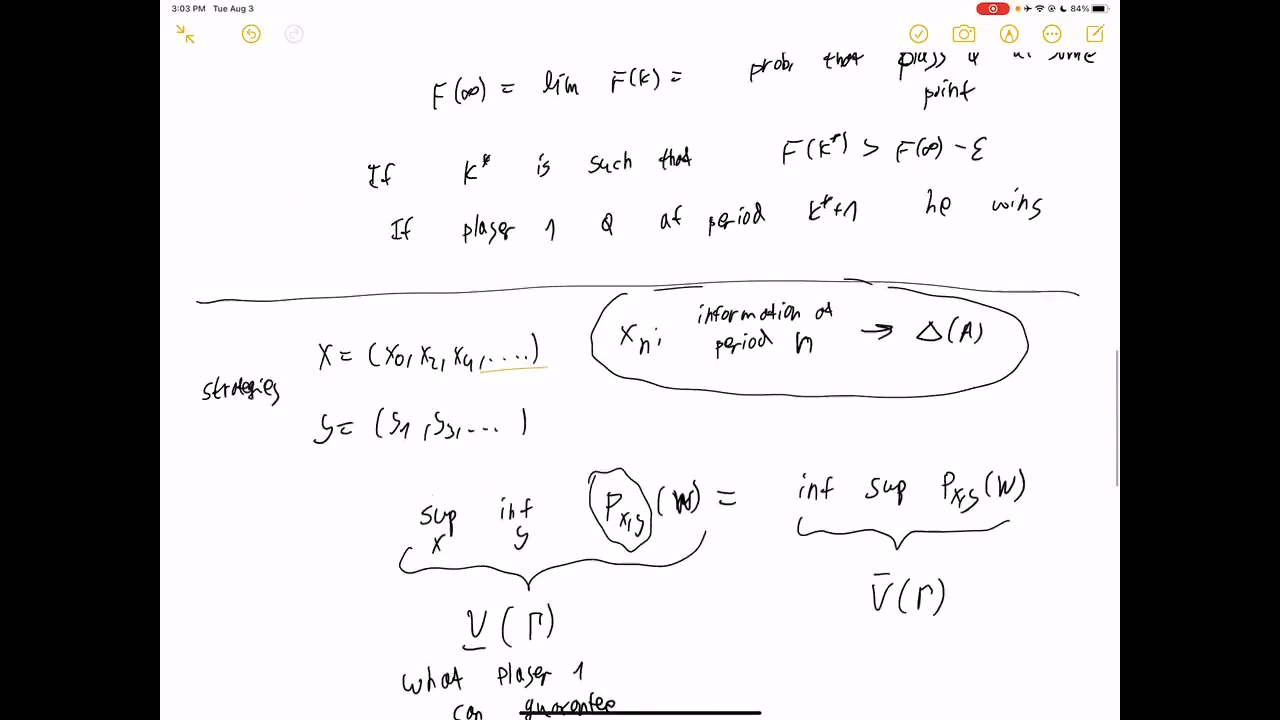 3:03 PM Tue Aug 3 84%
F(∞) = lim F(k) = prob. that plays Q at some point
If k* is such that F(k*) > F(∞) - ε
If player 1 Q at period k*+1 he wins
x = (x0, x2, x4, ....)
xn: information at period n → Δ(A)
strategies
y = (y1, y3, ... )
sup x inf y Px,y (W) = inf sup Px,y (W)
V (Γ)
V̄ (Γ)
what player 1
can guarantee